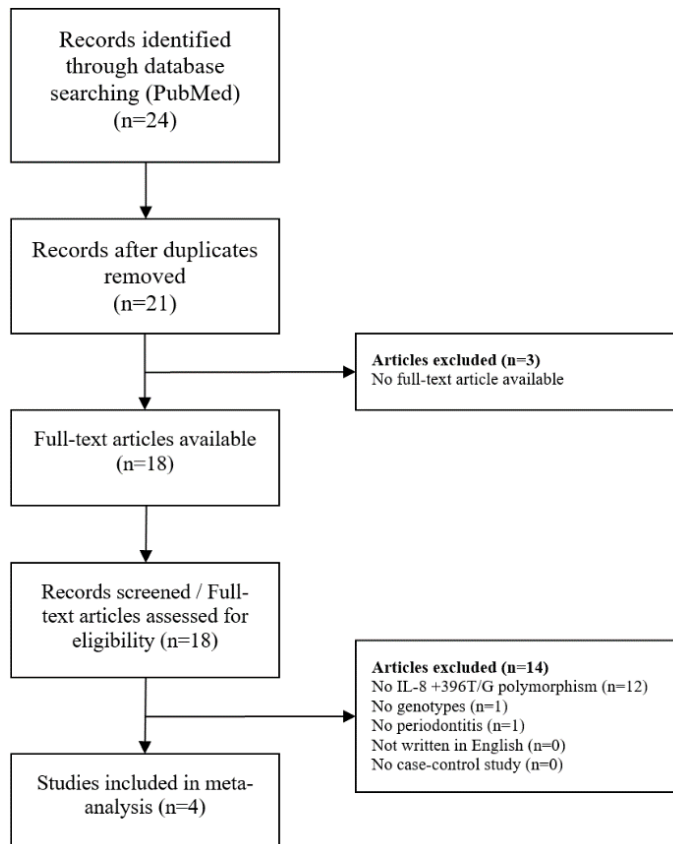 Records identified
through database
searching (PubMed)
(n=24)
Records after duplicates
removed
(n=21)
Articles excluded (n=3)
No full-text article available
Full-text articles available
(n=18)
Records screened / Full-
text articles assessed for
eligibility (n=18)
Articles excluded (n=14)
No IL-8 +396T/G polymorphism (n=12)
No genotypes (n=1)
No periodontitis (n=1)
Not written in English (n=0)
No case-control study (n=0)
Studies included in meta-
analysis (n=4)